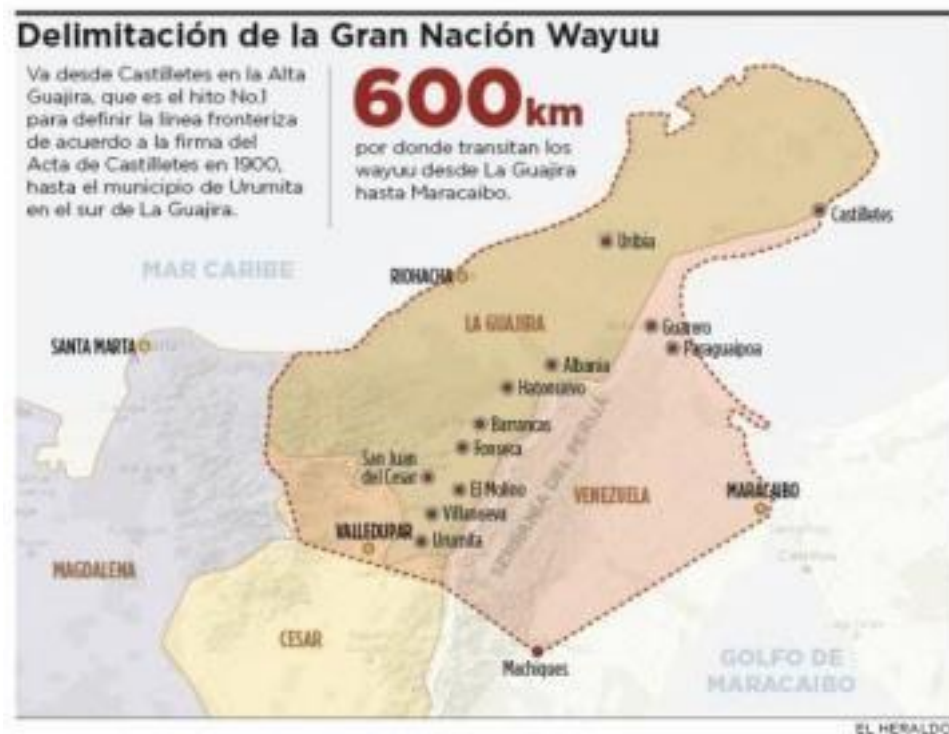 Delimitación de la Gran Nación Wayuu
Va desde Castilletes en la Alta
Guajira, que es el hito No.1
para definir la línea fronteriza
de acuerdo a la firma del
Acta de Castilletes en 1900,
hasta el municipio de Urumita
en el sur de La Guajira.
600km
por donde transitan los
wayuu desde La Guajira
hasta Maracaibo.
Castilletes
Uribia
MAR CARIBE
RIOHACHA
LA GUAJIRA
SANTA MARTA
Guarero
Paraguaipoa
Albania
Hatonuevo
Barrancas
Fonseca
San Juan
del Cesar
El Molino
SERRANÍA DEL PERIJÁ
VENEZUELA
MARACAIBO
Villanueva
VALLEDUPAR
Urumita
MAGDALENA
CESAR
Machiques
GOLFO DE
MARACAIBO
EL HERALDO